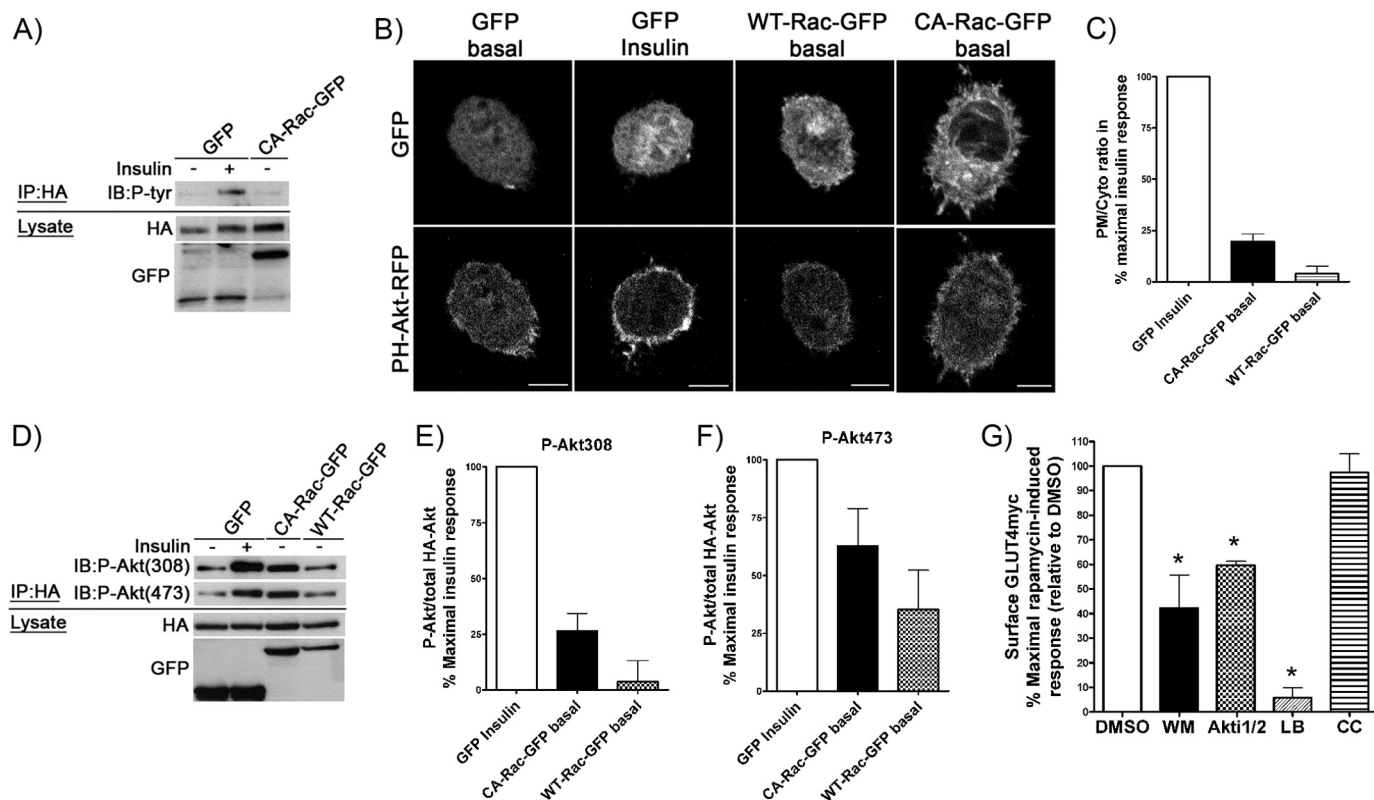 A)
GFP
CA-Rac-GFP
Insulin
- + -
IP:HA
IB:P-tyr
Lysate
HA
GFP
B)
GFP
basal
GFP
Insulin
WT-Rac-GFP
basal
CA-Rac-GFP
basal
GFP
PH-Akt-RFP
C)
PM/Cyto ratio in
% maximal insulin response
100
75
50
25
0
GFP Insulin
CA-Rac-GFP basal
WT-Rac-GFP basal
D)
GFP
CA-Rac-GFP
WT-Rac-GFP
Insulin
- + - -
IB:P-Akt(308)
IP:HA
IB:P-Akt(473)
Lysate
HA
GFP
E)
P-Akt308
P-Akt/total HA-Akt
% Maximal insulin response
100
75
50
25
0
GFP Insulin
CA-Rac-GFP basal
WT-Rac-GFP basal
F)
P-Akt473
P-Akt/total HA-Akt
% Maximal insulin response
100
75
50
25
0
GFP Insulin
CA-Rac-GFP basal
WT-Rac-GFP basal
G)
Surface GLUT4myc
% Maximal rapamycin-induced
response (relative to DMSO)
110
100
90
80
70
60
50
40
30
20
10
0
* * *
DMSO WM Akti1/2 LB CC